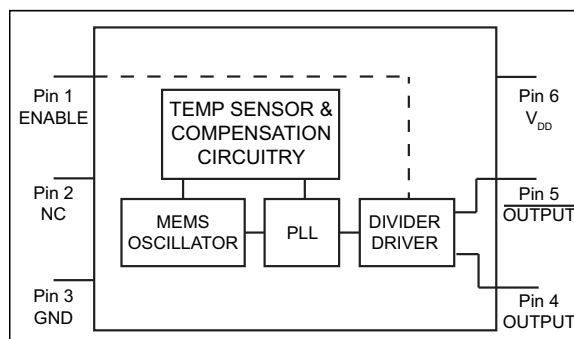 Pin 1
ENABLE
Pin 2
NC
Pin 3
GND
TEMP SENSOR &
COMPENSATION
CIRCUITRY
MEMS
OSCILLATOR
PLL
DIVIDER
DRIVER
Pin 6
VDD
Pin 5
OUTPUT
Pin 4
OUTPUT